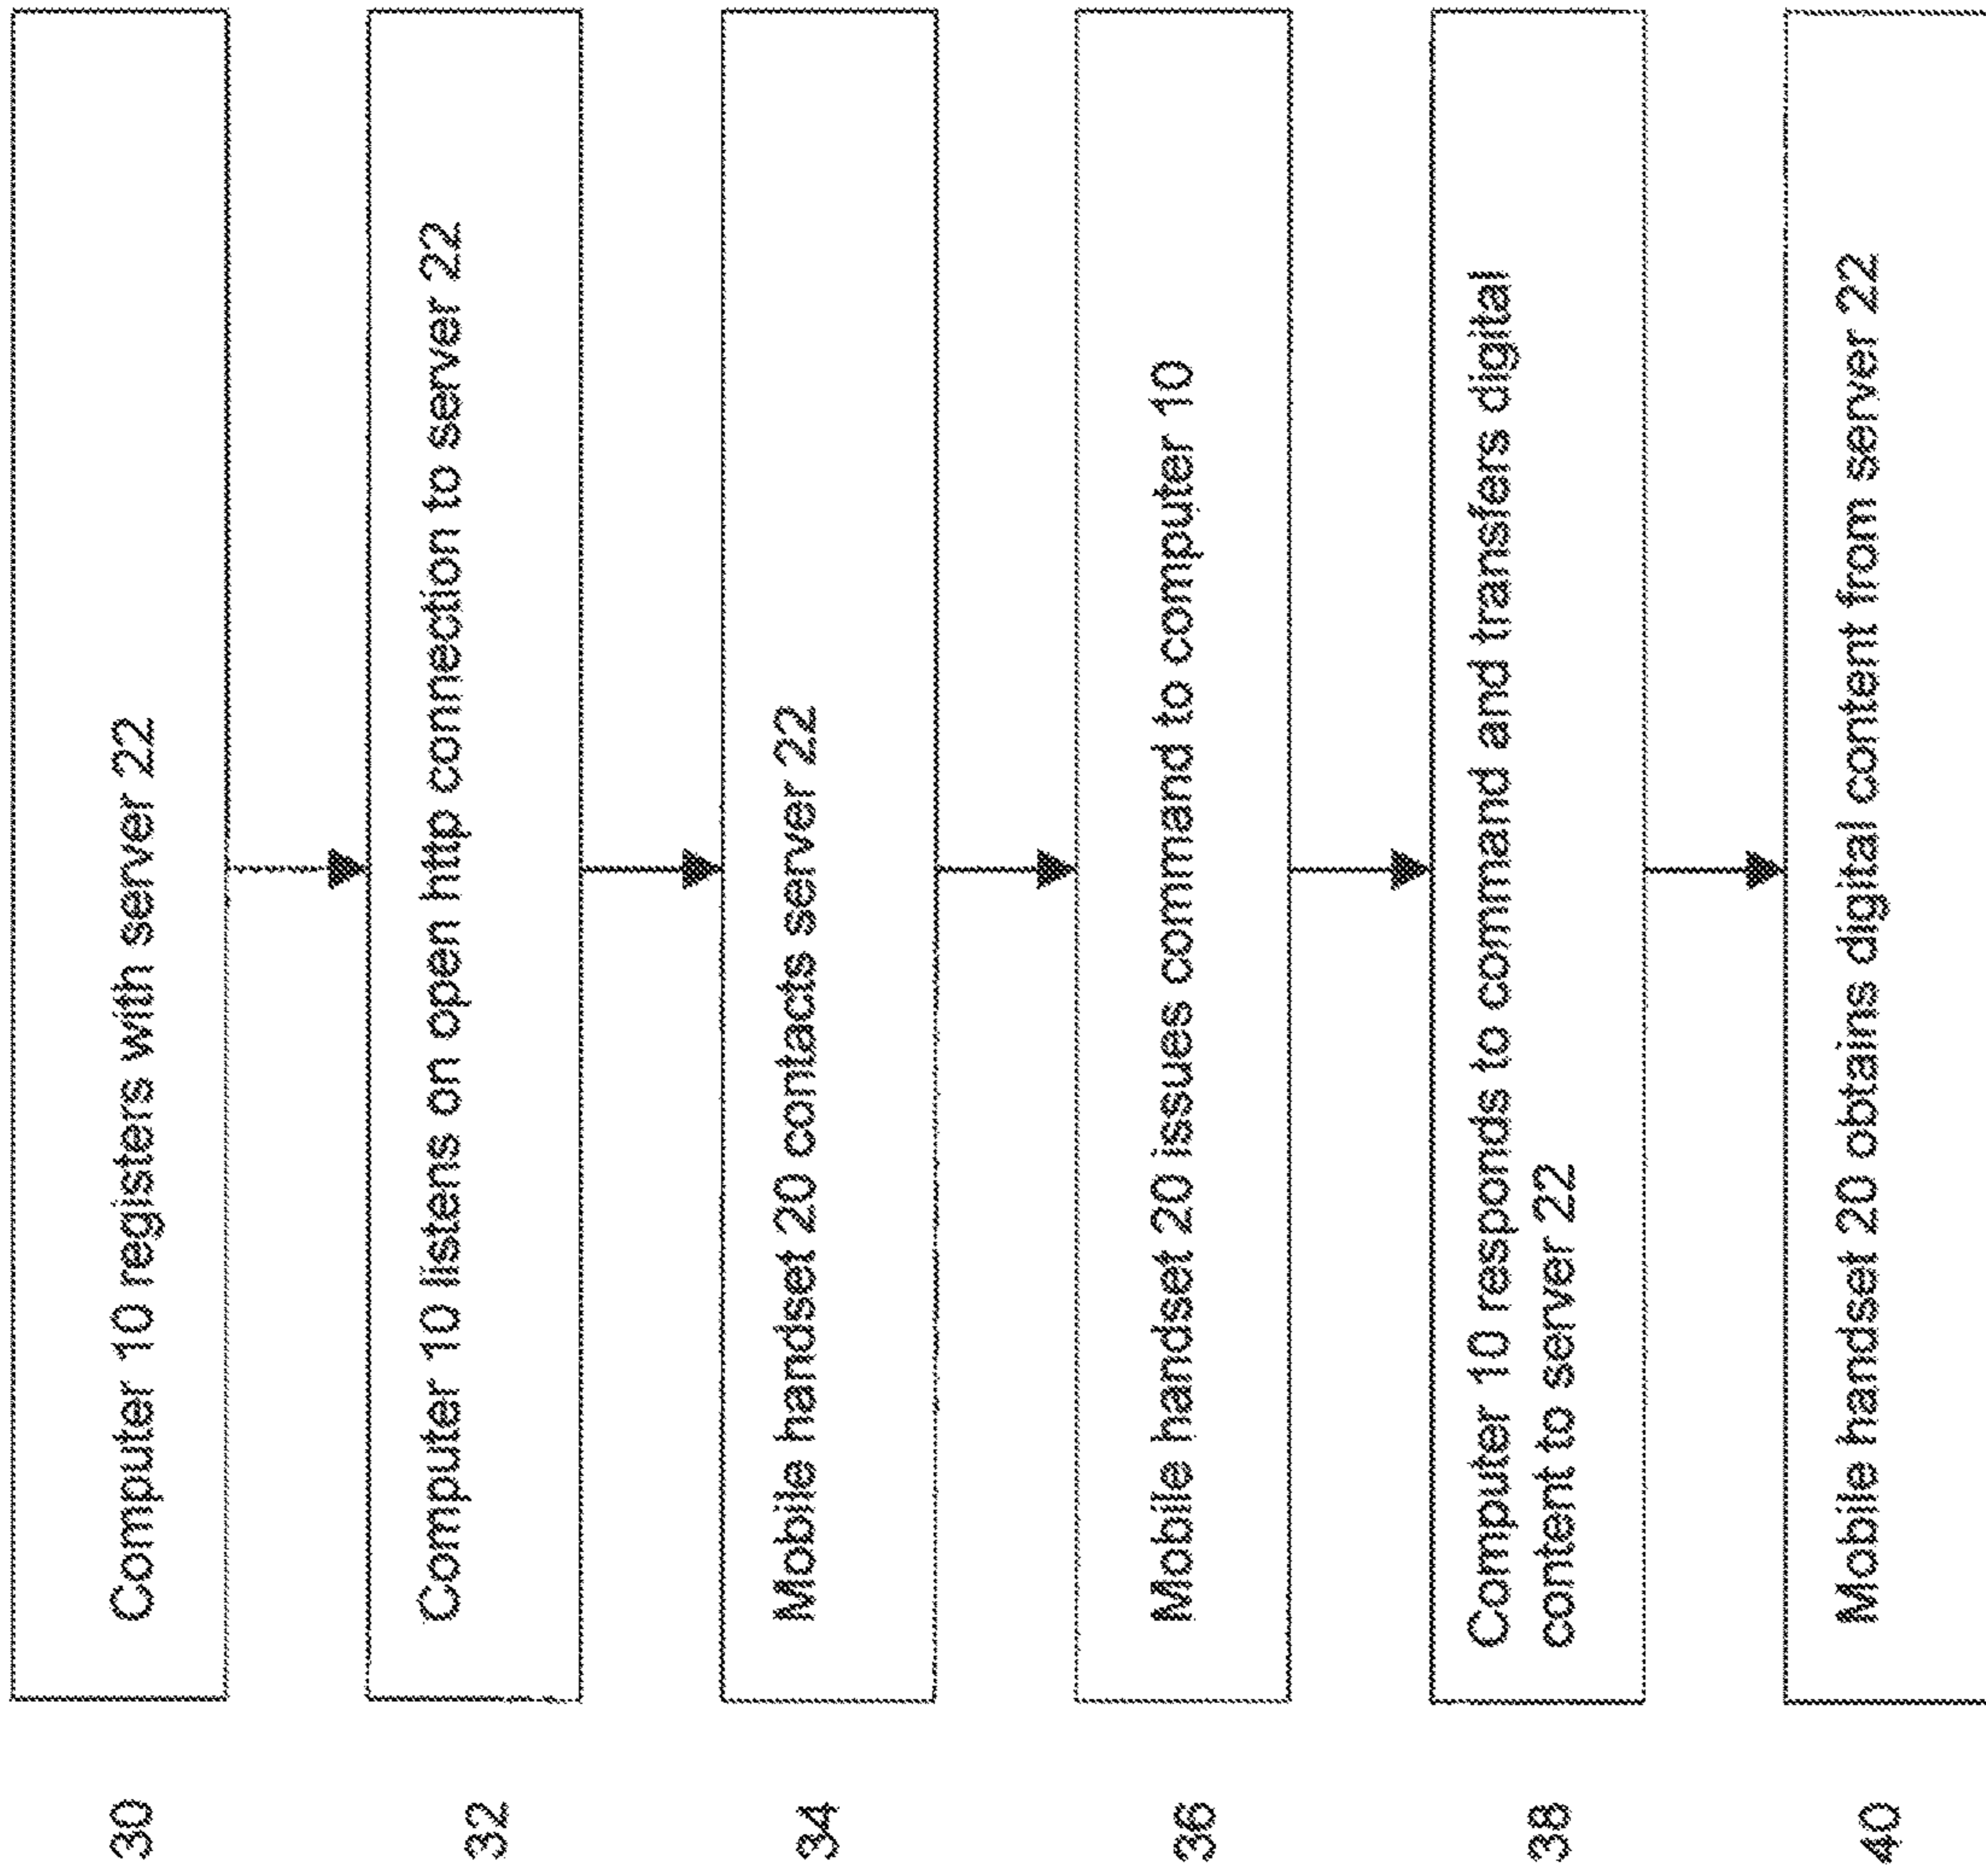 30
Computer 10 registers with server 22
32
Computer 10 listens on open http connection to server 22
34
Mobile handset 20 contacts server 22
36
Mobile handset 20 issues command to computer 10
38
Computer 10 responds to command and transfers digital
content to server 22
40
Mobile handset 20 obtains digital content from server 22